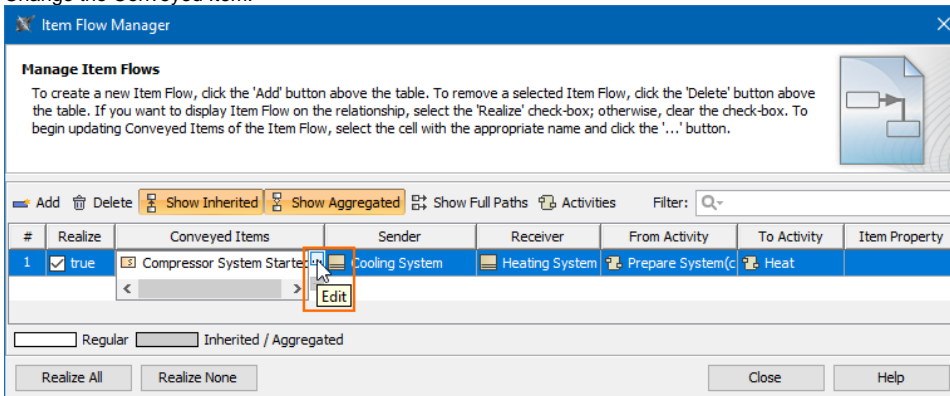 Change the Conveyed Item.
Item Flow Manager
Manage Item Flows
To create a new Item Flow, click the 'Add' button above the table. To remove a selected Item Flow, click the 'Delete' button above
the table. If you want to display Item Flow on the relationship, select the 'Realize' check-box; otherwise, clear the check-box. To
begin updating Conveyed Items of the Item Flow, select the cell with the appropriate name and click the '...' button.
Add Delete Show Inherited Show Aggregated Show Full Paths Activities Filter:
# Realize Conveyed Items Sender Receiver From Activity To Activity Item Property
1 true Compressor System Started ... Cooling System Heating System Prepare System(c Heat
Edit
Regular Inherited / Aggregated
Realize All Realize None Close Help